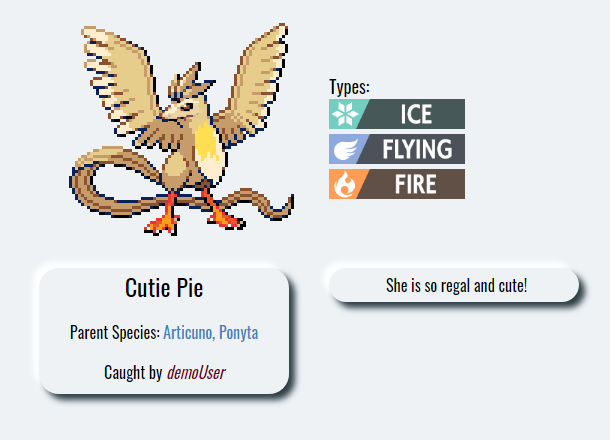 Types:
ICE
FLYING
FIRE
Cutie Pie
Parent Species: Articuno, Ponyta
Caught by demoUser
She is so regal and cute!